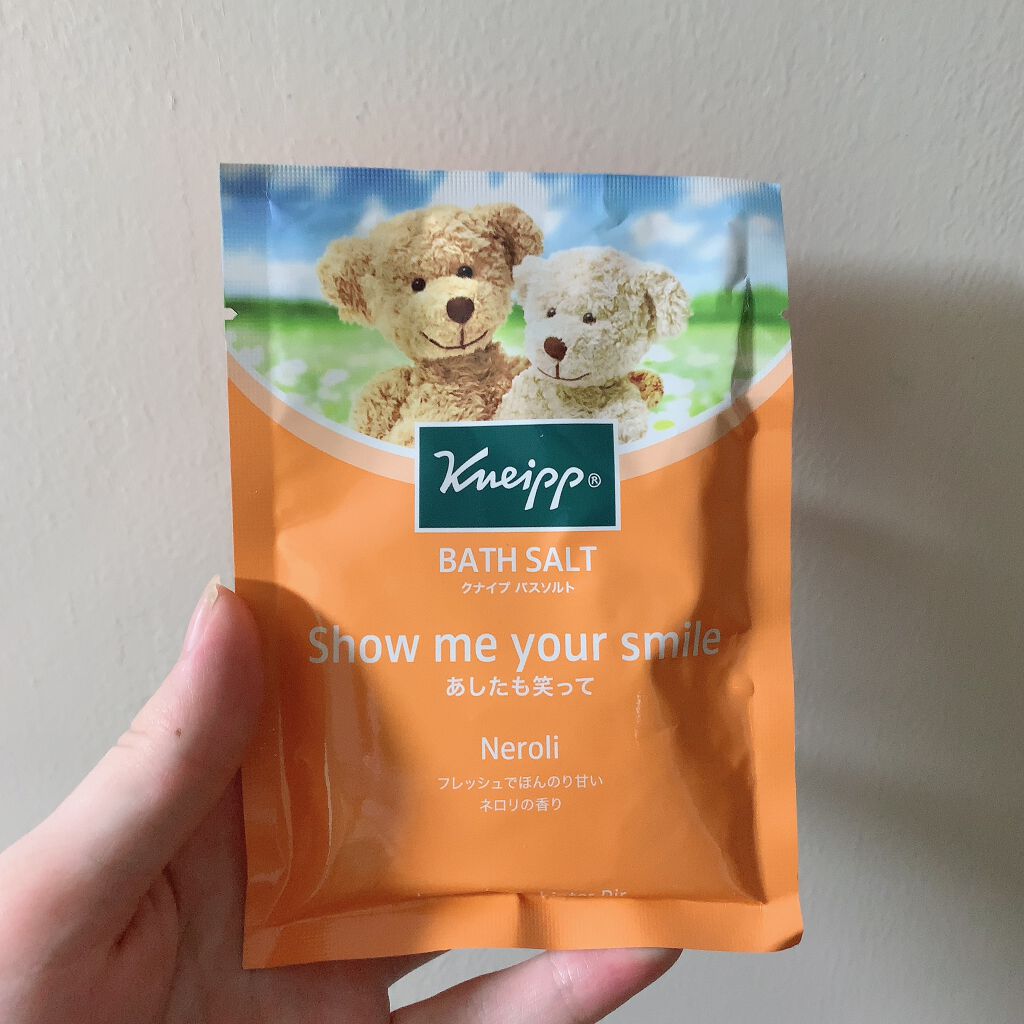 Kneipp®
BATH SALT
クナイプ バスソルト
Show me your smile
あしたも笑って
Neroli
フレッシュでほんのり甘い
ネロリの香り
Dir